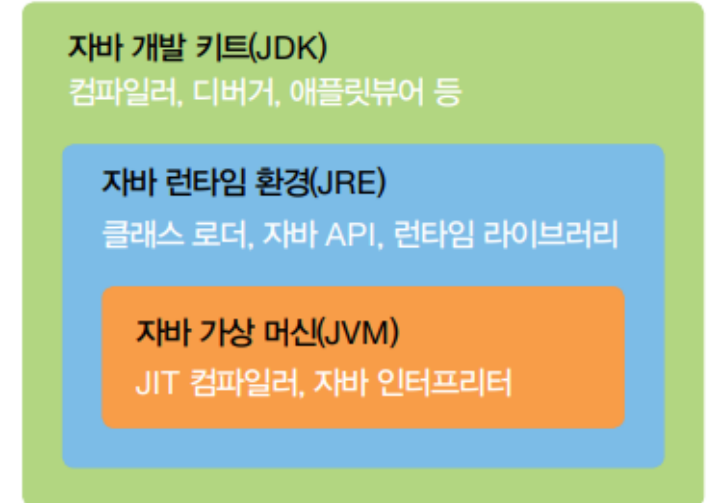 자바 개발 키트(JDK)
컴파일러, 디버거, 애플릿뷰어 등
자바 런타임 환경(JRE)
클래스 로더, 자바 API, 런타임 라이브러리
자바 가상 머신(JVM)
JIT 컴파일러, 자바 인터프리터